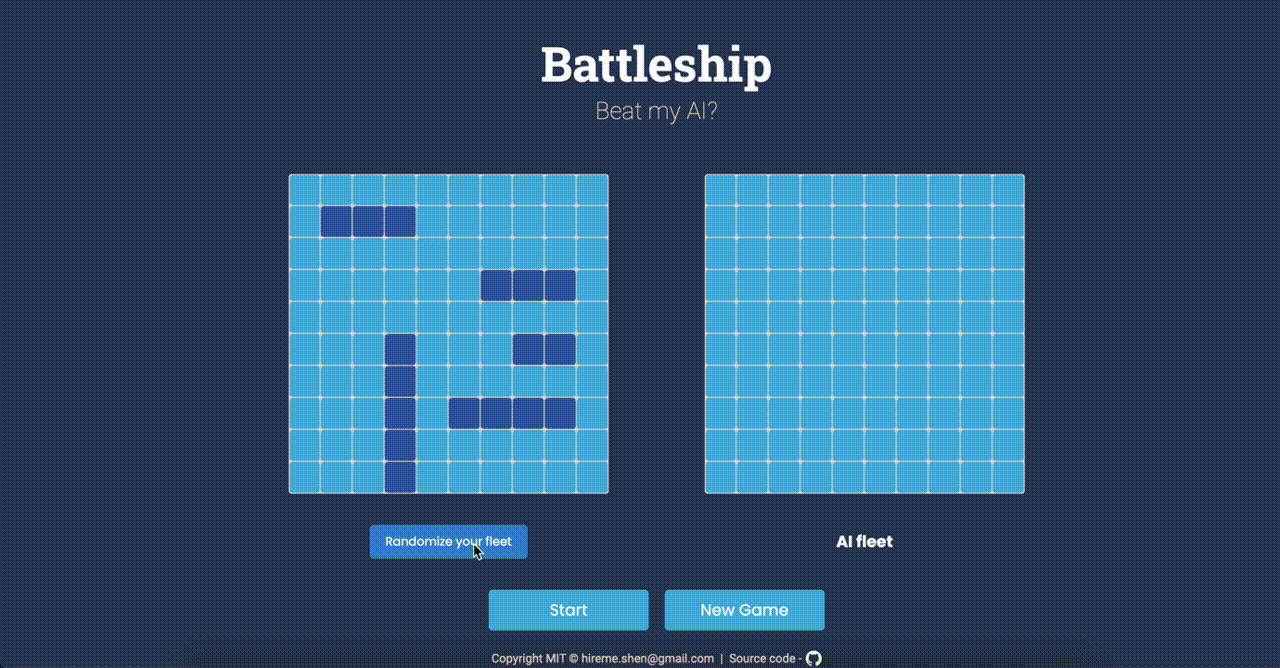 Battleship
Beat my AI?
Randomize your fleet
AI fleet
Start
New Game
Copyright MIT © hireme.shen@gmail.com | Source code -